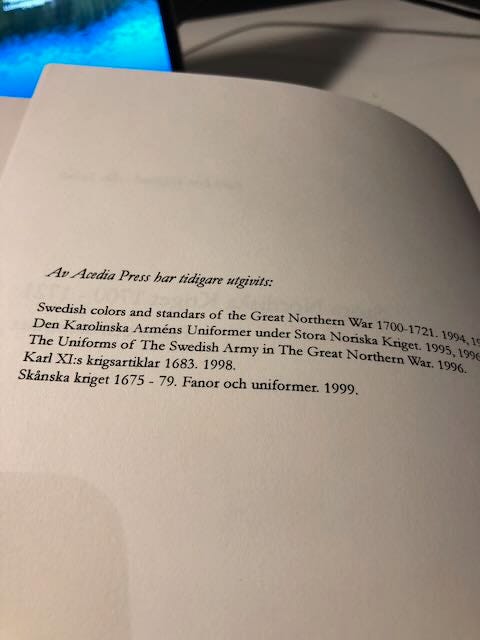 Av Acedia Press har tidigare utgivits:
Swedish colors and standars of the Great Northern War 1700-1721. 1994,
Den Karolinska Arméns Uniformer under Stora Noriska Kriget. 1995, 1996
The Uniforms of The Swedish Army in The Great Northern War. 1996.
Karl XI:s krigsartiklar 1683. 1998.
Skånska kriget 1675 - 79. Fanor och uniformer. 1999.